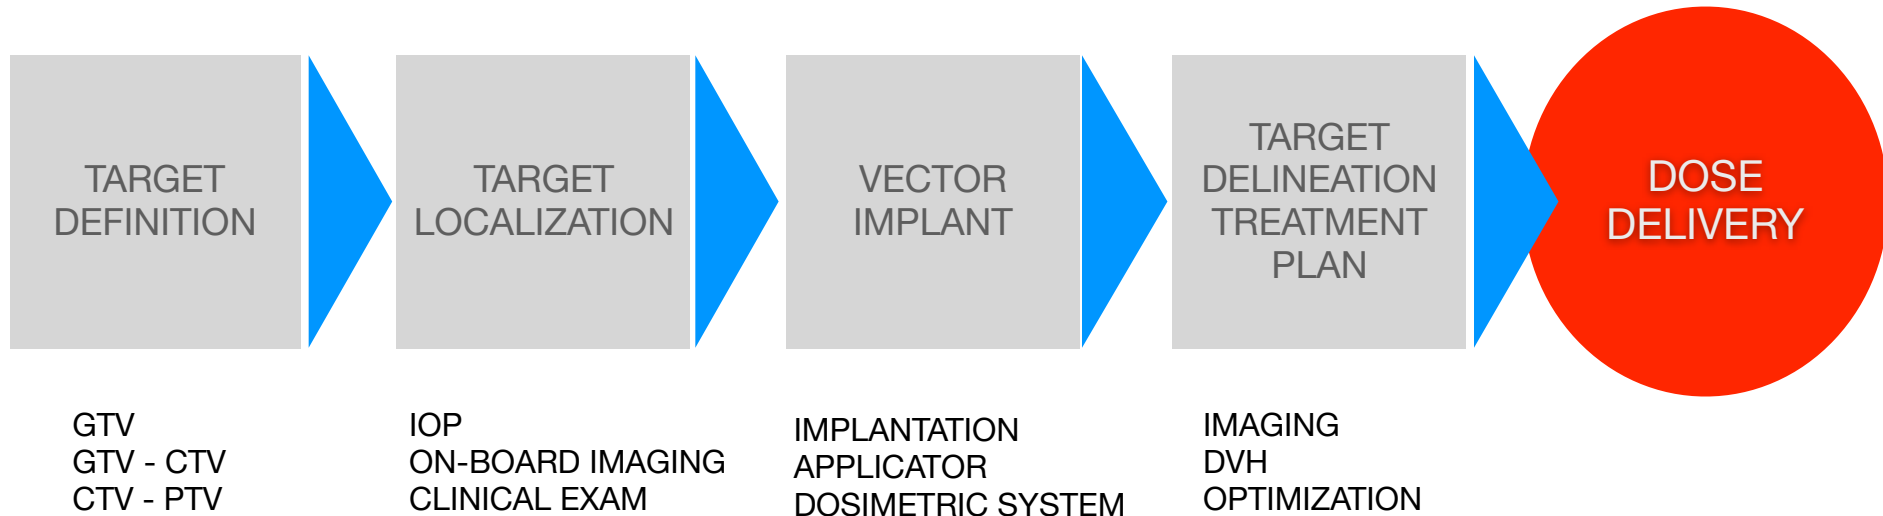 TARGET
DEFINITION
TARGET
LOCALIZATION
VECTOR
IMPLANT
TARGET
DELINEATION
TREATMENT
PLAN
DOSE
DELIVERY
GTV
GTV - CTV
CTV - PTV
IOP
ON-BOARD IMAGING
CLINICAL EXAM
IMPLANTATION
APPLICATOR
DOSIMETRIC SYSTEM
IMAGING
DVH
OPTIMIZATION